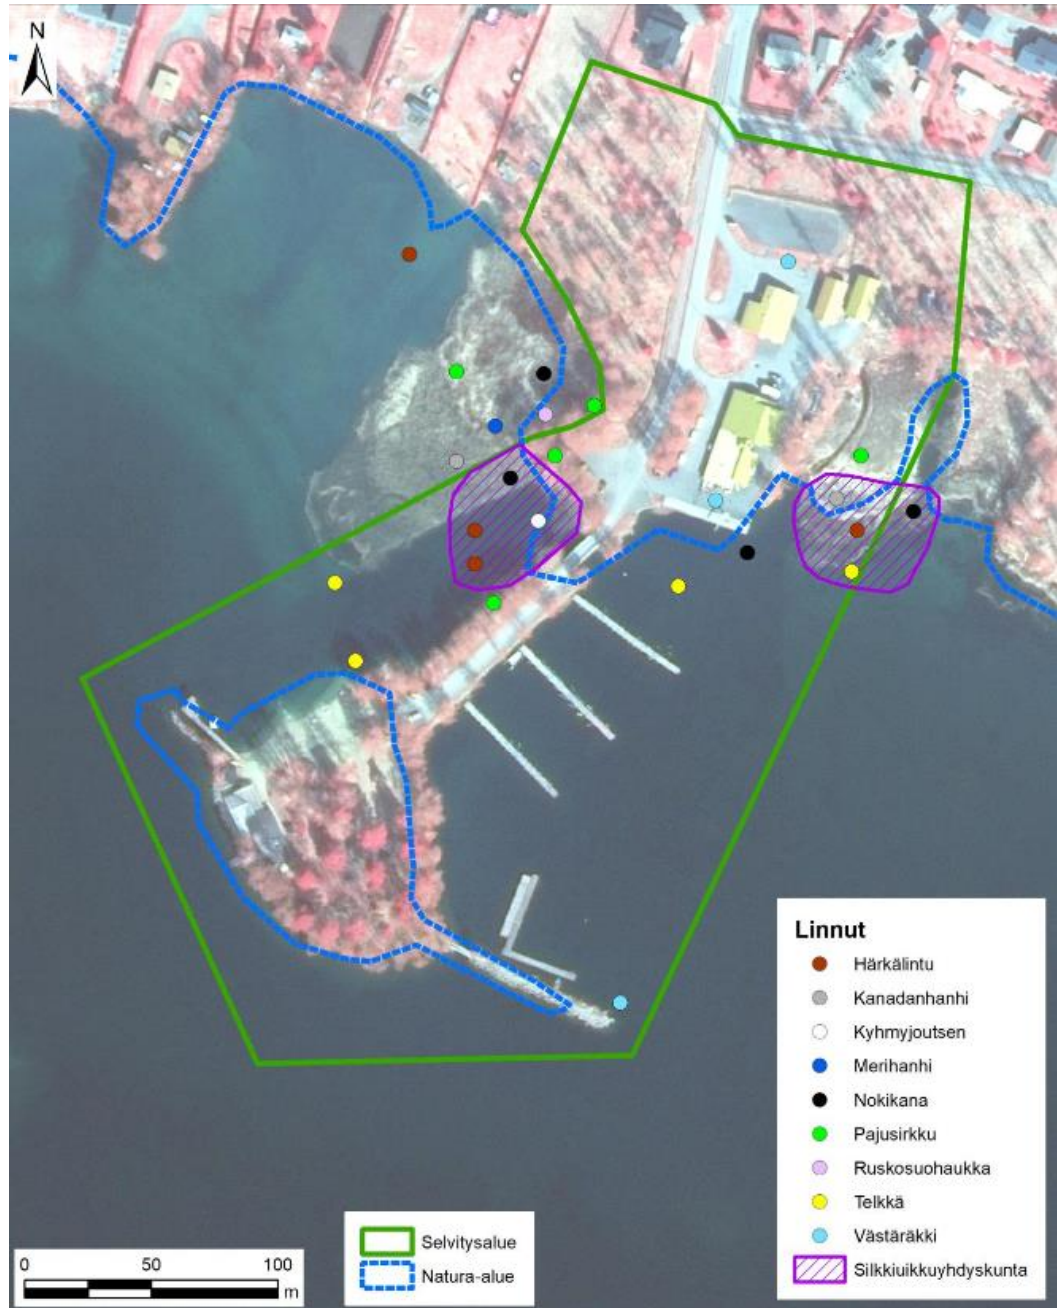 N
Linnut
Härkälintu
Kanadanhanhi
Kyhmyjoutsen
Merihanhi
Nokikana
Pajusirkku
Ruskosuohaukka
Telkkä
Västäräkki
Silkkiuikkuyhdyskunta
Selvitysalue
Natura-alue
0 50 100
m